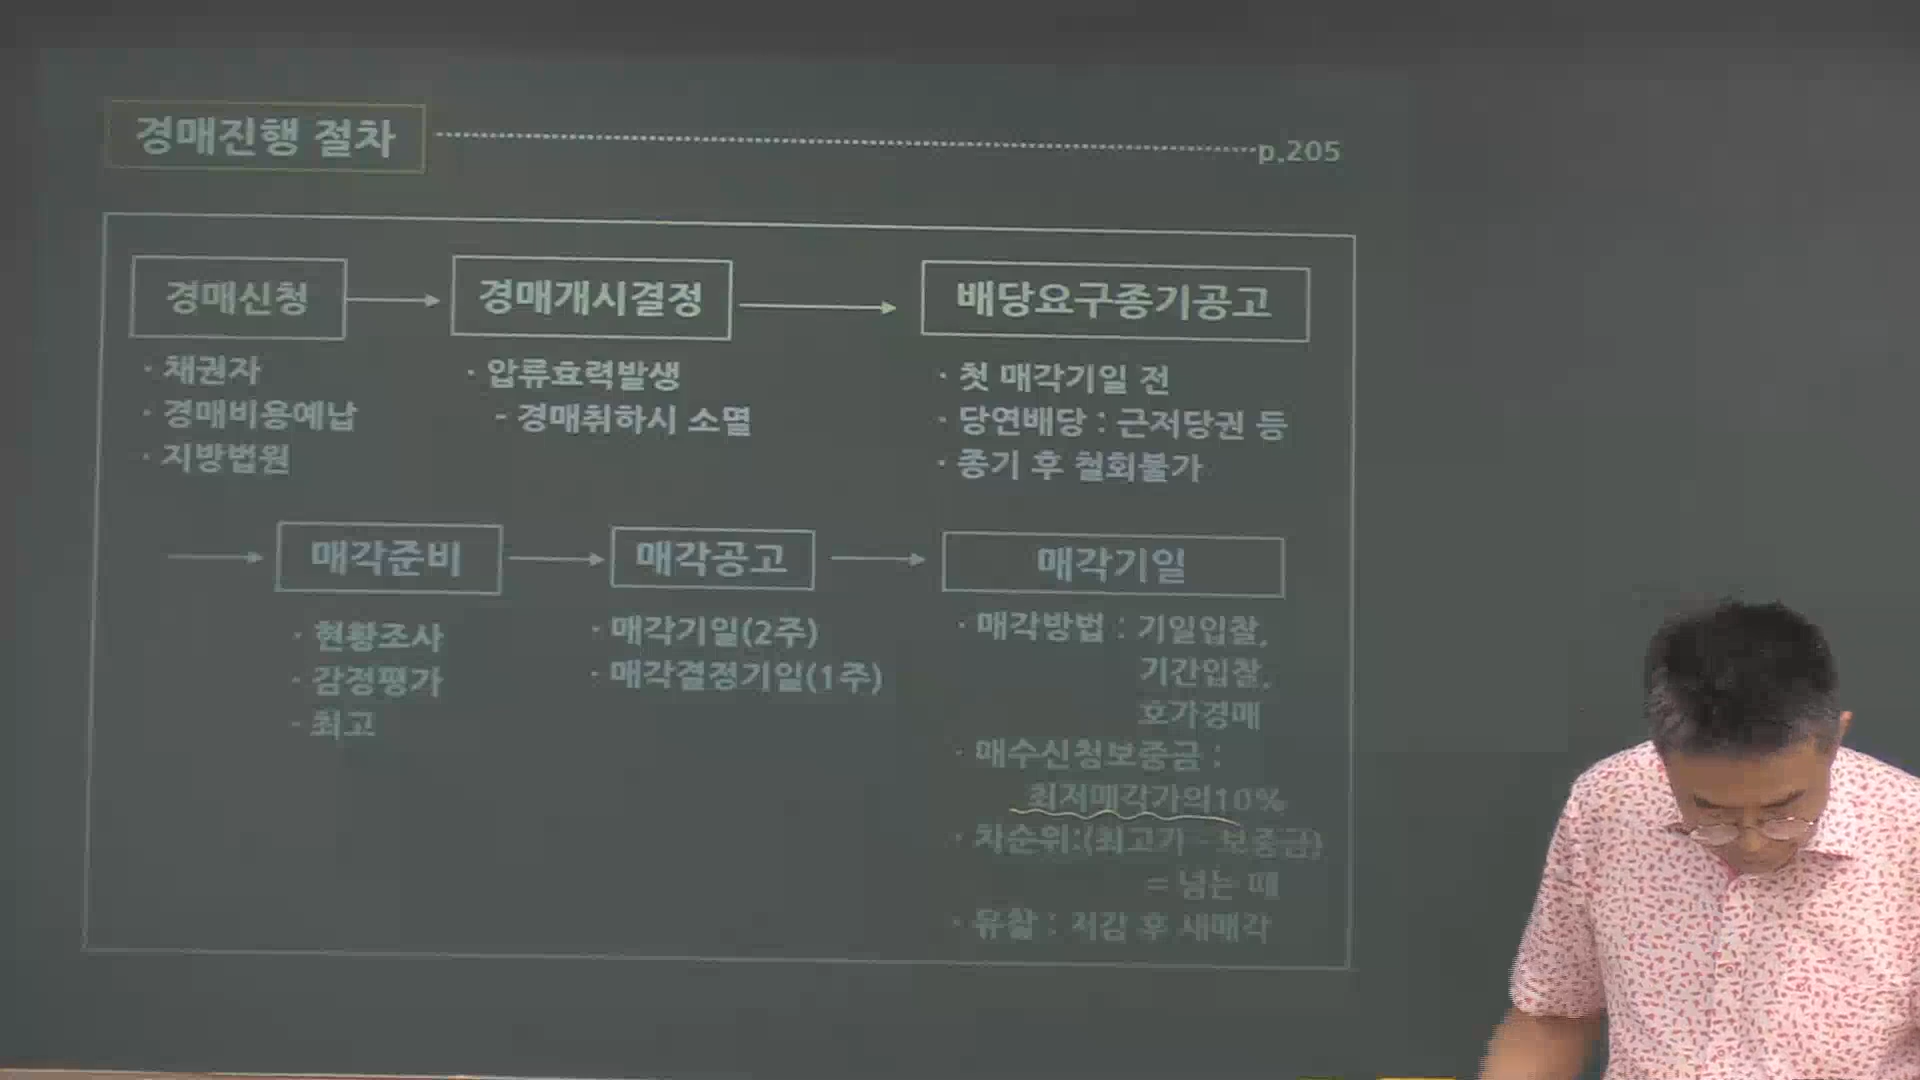 경매진행 절차
p.205
경매신청
· 채권자
· 경매비용예납
· 지방법원
경매개시결정
· 압류효력발생
- 경매취하시 소멸
배당요구종기공고
· 첫 매각기일 전
· 당연배당 : 근저당권 등
· 종기 후 철회불가
매각준비
· 현황조사
· 감정평가
· 최고
매각공고
· 매각기일(2주)
· 매각결정기일(1주)
매각기일
· 매각방법 : 기일입찰,
기간입찰,
호가경매
· 매수신청보증금 :
최저매각가의10%
· 차순위:(최고가 - 보증금)
= 넘는 때
· 유찰 : 저감 후 새매각